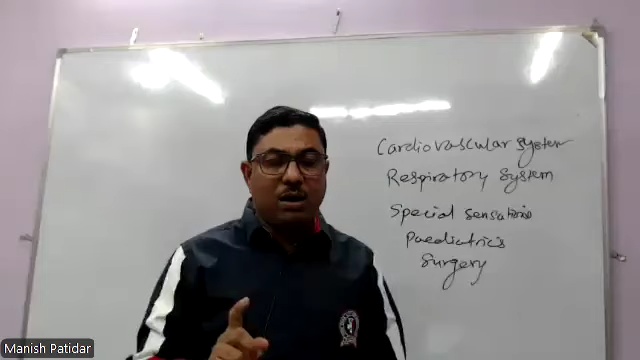 Cardiovascular System
Respiratory System
Special sensations
Paediatrics
Surgery
Manish Patidar